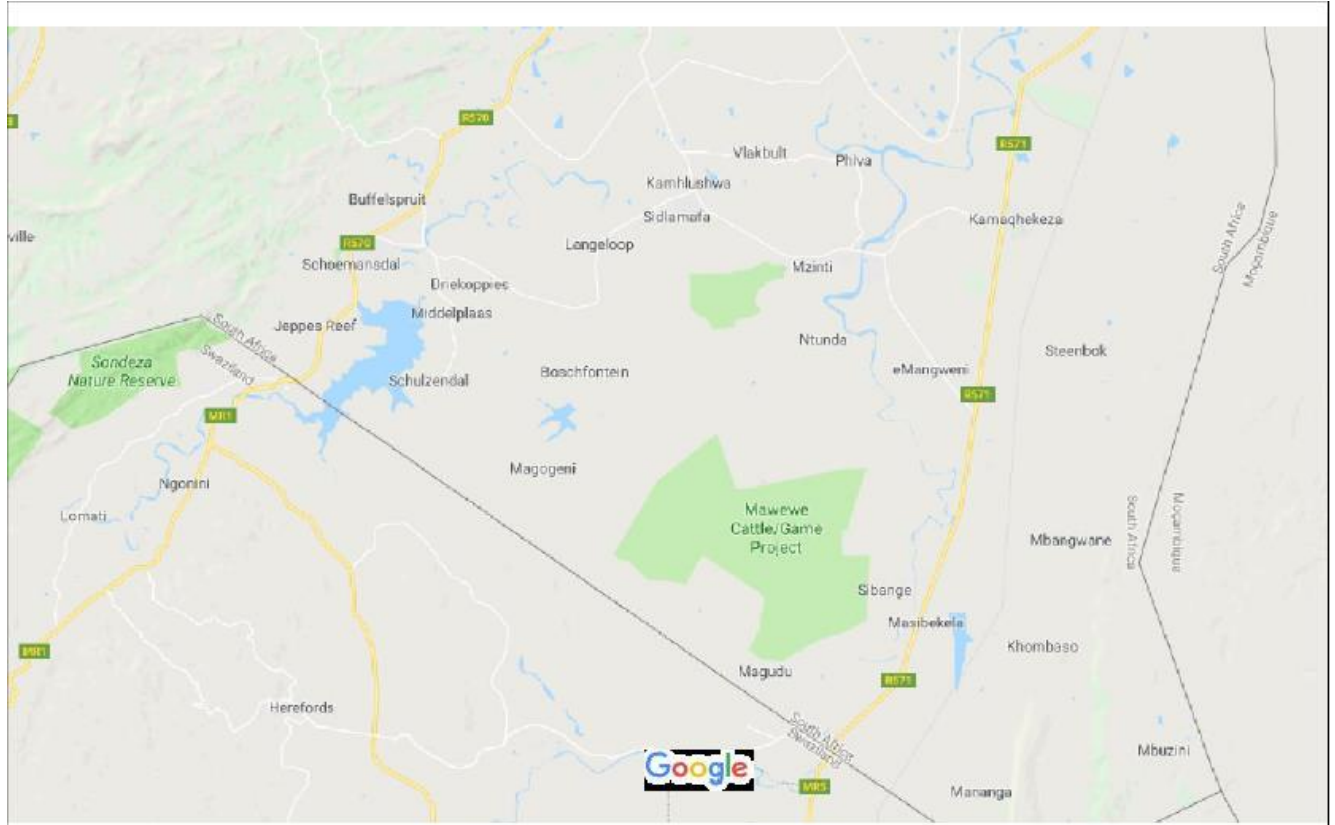 R570
R571
Vlakbult
Phiva
Kamhlushwa
Buffelspruit
Sidlamafa
Kamaqhekeza
ville
R570
Langeloop
South Africa
Moçambique
Schoemansdal
Mzinti
Driekoppies
Middelplaas
Jeppes Reef
South Africa
Swaziland
Ntunda
Steenbok
Sondeza
Nature Reserve
Schulzendal
Boschfontein
eMangweni
R571
MR1
Magogeni
Ngonini
Lomati
Mawewe
Cattle/Game
Project
South Africa
Moçambique
Mbangwane
Sibange
Masibekela
MR1
Khombaso
Magudu
R571
Herefords
South Africa
Swaziland
Mbuzini
Google
MR5
Mananga